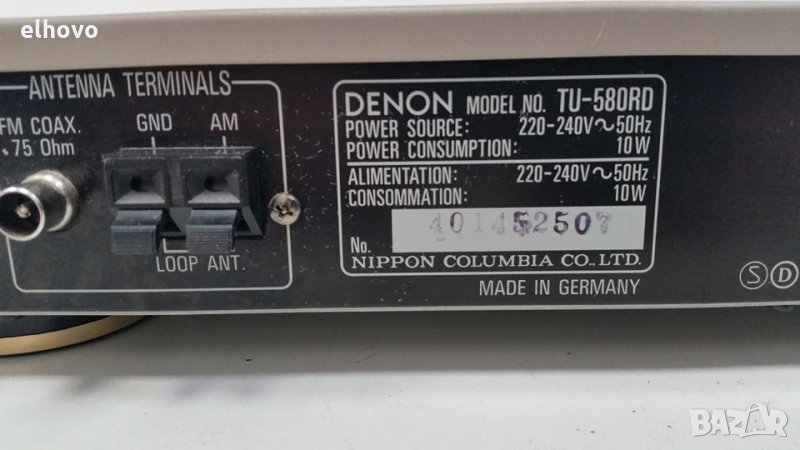 elhovo
ANTENNA TERMINALS
FM COAX. GND AM
75 Ohm
LOOP ANT.
DENON MODEL NO. TU-580RD
POWER SOURCE: 220-240V~50Hz
POWER CONSUMPTION: 10W
ALIMENTATION: 220-240V~50Hz
CONSOMMATION: 10W
No. 401452507
NIPPON COLUMBIA CO., LTD.
MADE IN GERMANY
S D
BAZAR